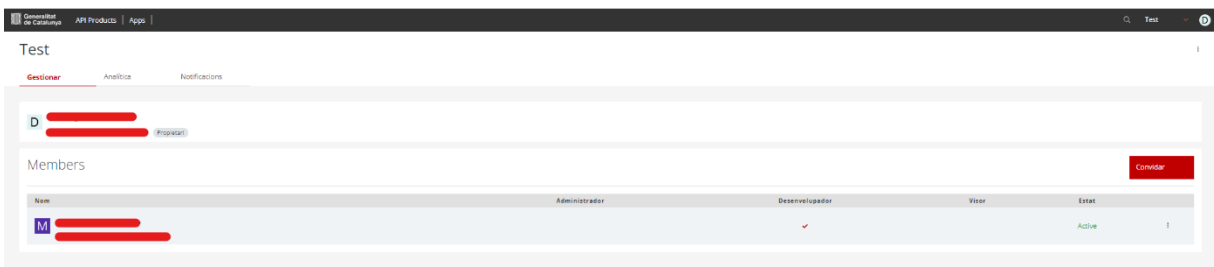 Generalitat
de Catalunya
API Products | Apps |
Test
D
Test
Gestionar Analítica Notificacions
D
Propietari
Members
Convidar
Nom Administrador Desenvolupador Visor Estat
M
Active